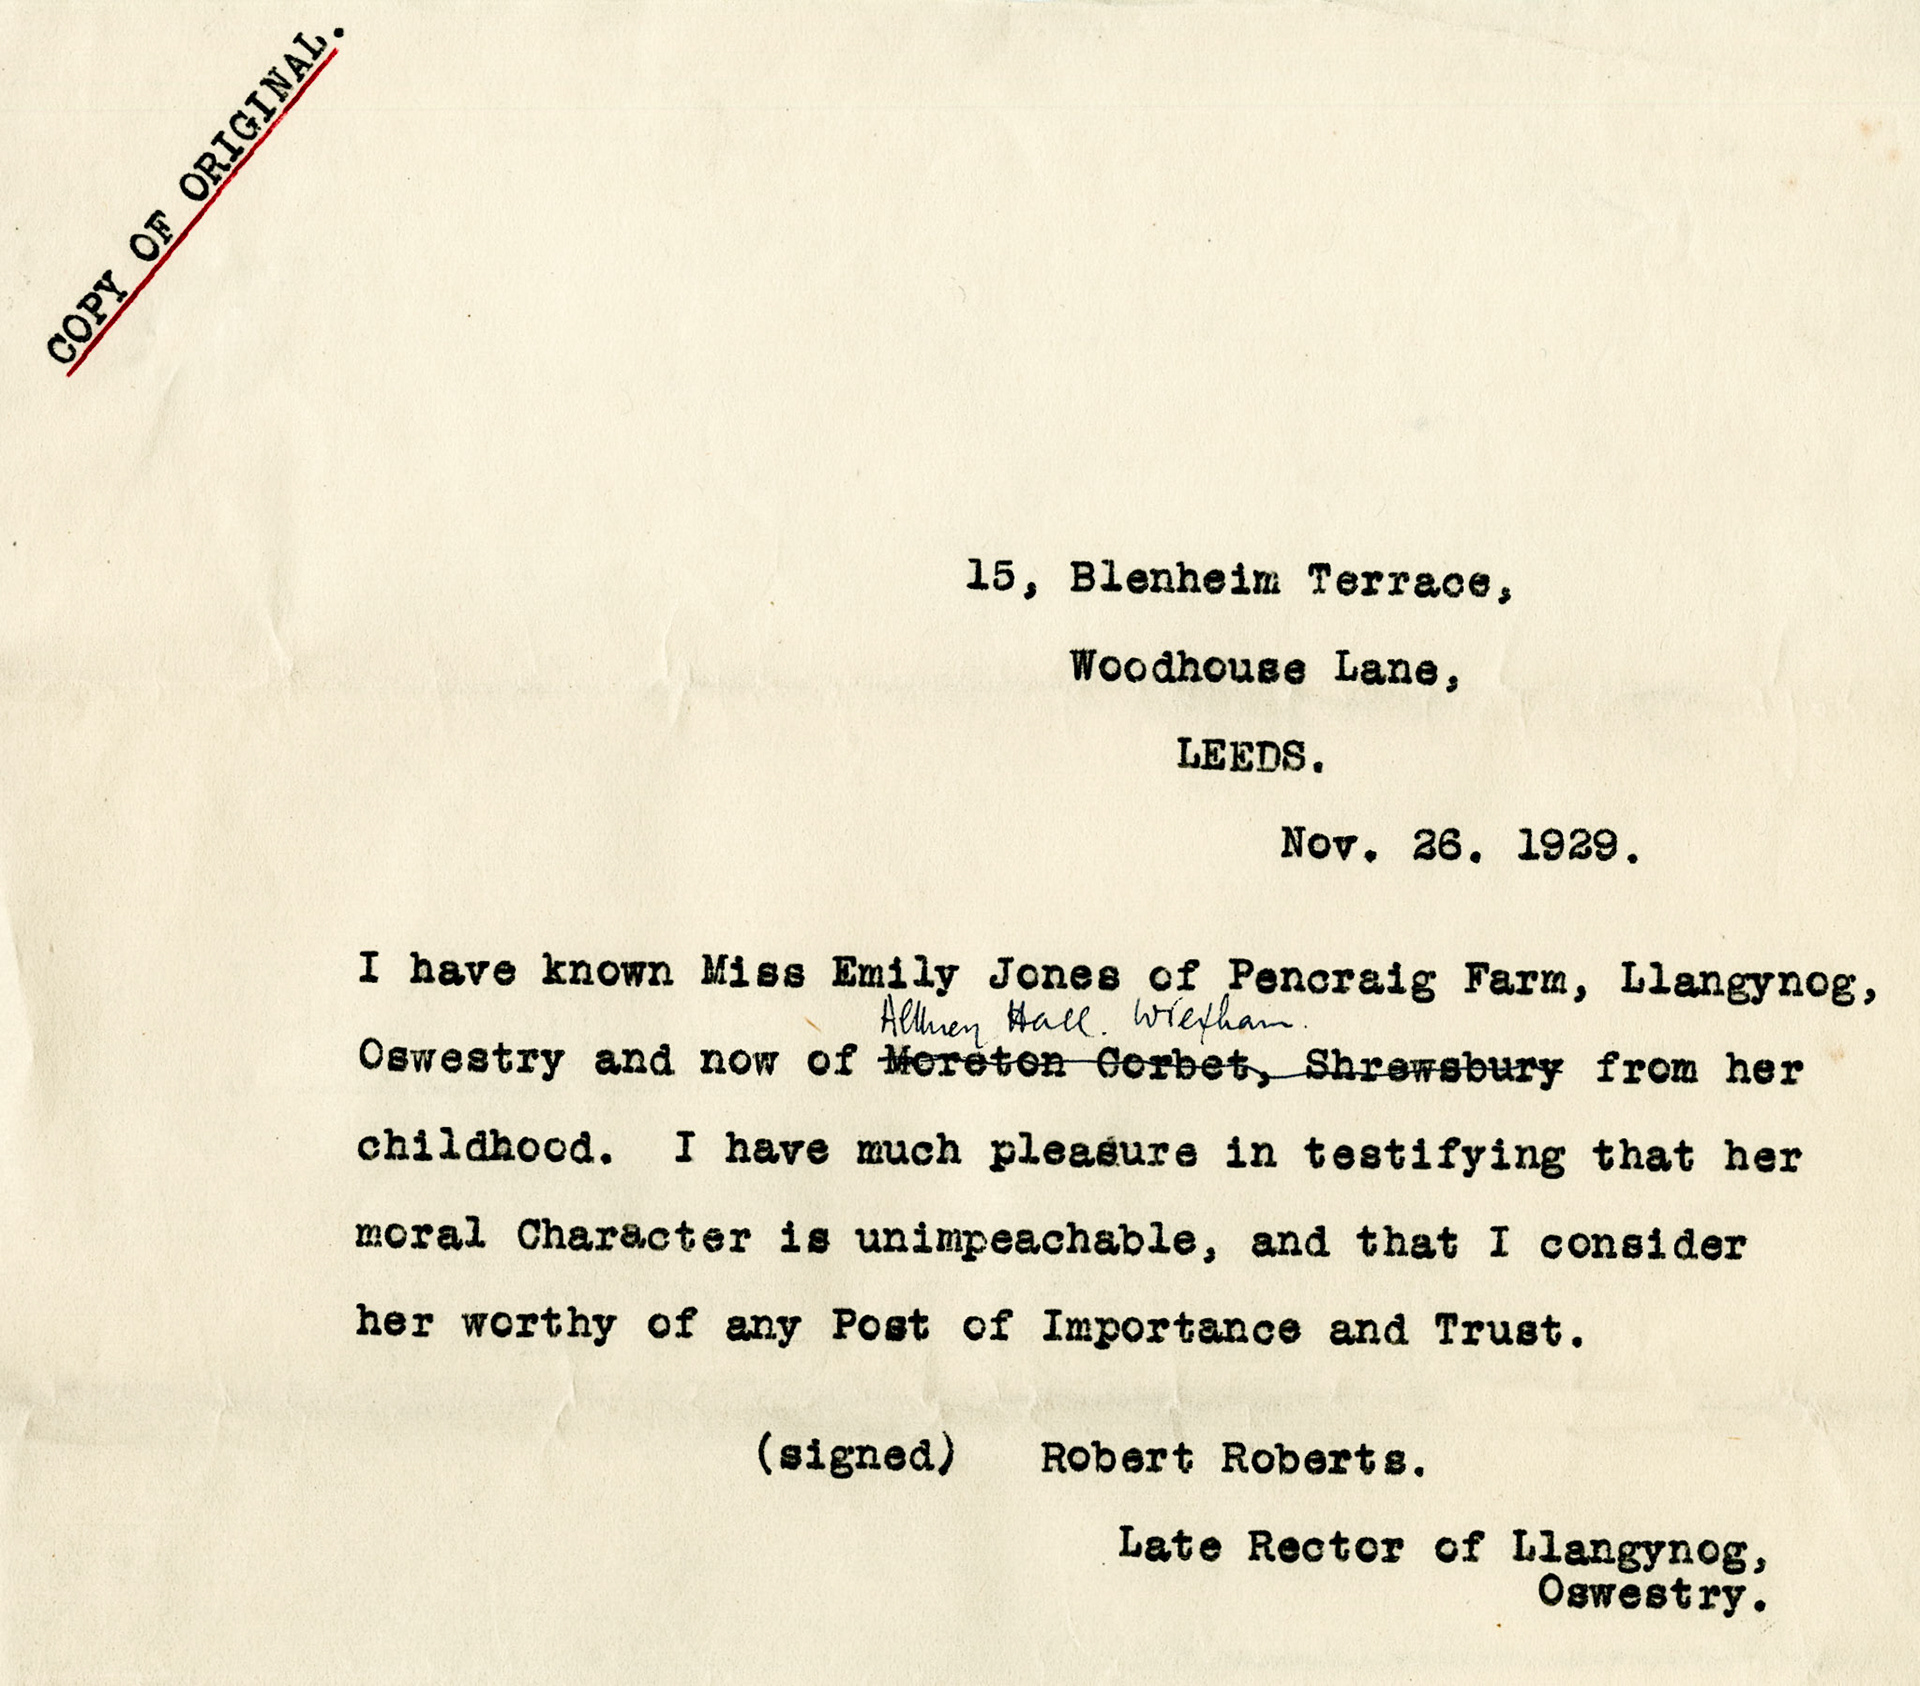 COPY OF ORIGINAL.
15, Blenheim Terrace,
Woodhouse Lane,
LEEDS.
Nov. 26. 1929.
I have known Miss Emily Jones of Pencraig Farm, Llangynog,
Althrey Hall. Wrexham.
Oswestry and now of Moreton Corbet, Shrewsbury from her
childhood. I have much pleasure in testifying that her
moral Character is unimpeachable, and that I consider
her worthy of any Post of Importance and Trust.
(signed) Robert Roberts.
Late Rector of Llangynog,
Oswestry.